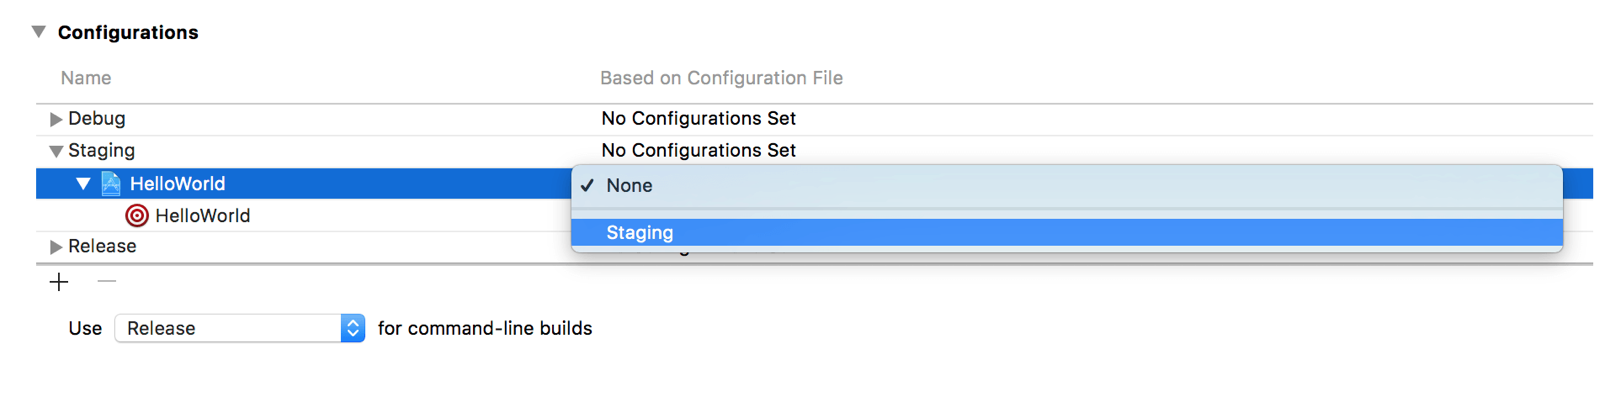 Configurations
Name Based on Configuration File
Debug No Configurations Set
Staging No Configurations Set
HelloWorld None
HelloWorld Staging
Release
Use Release for command-line builds